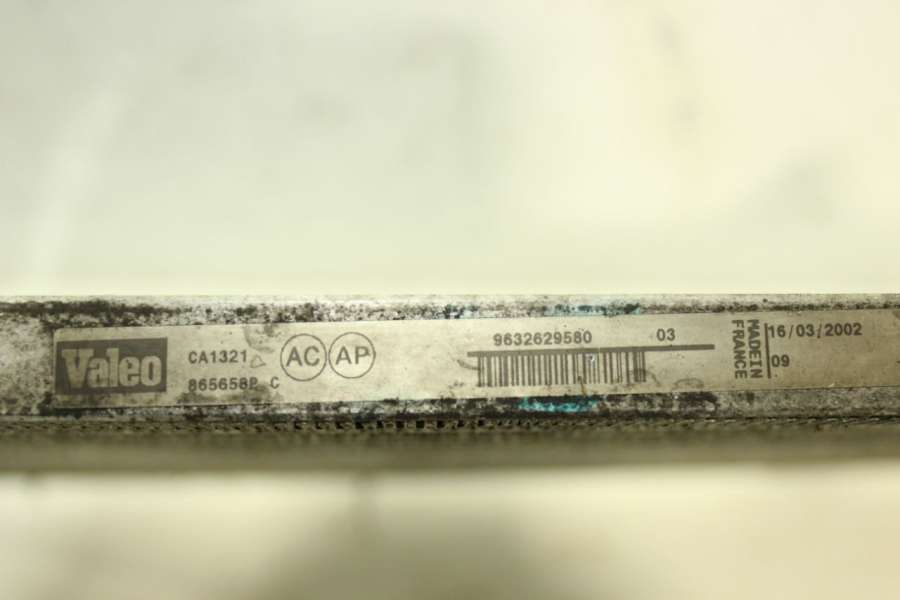 Valeo
CA1321
865658P C
AC AP
9632629580 03
MADE IN
FRANCE
16/03/2002
09